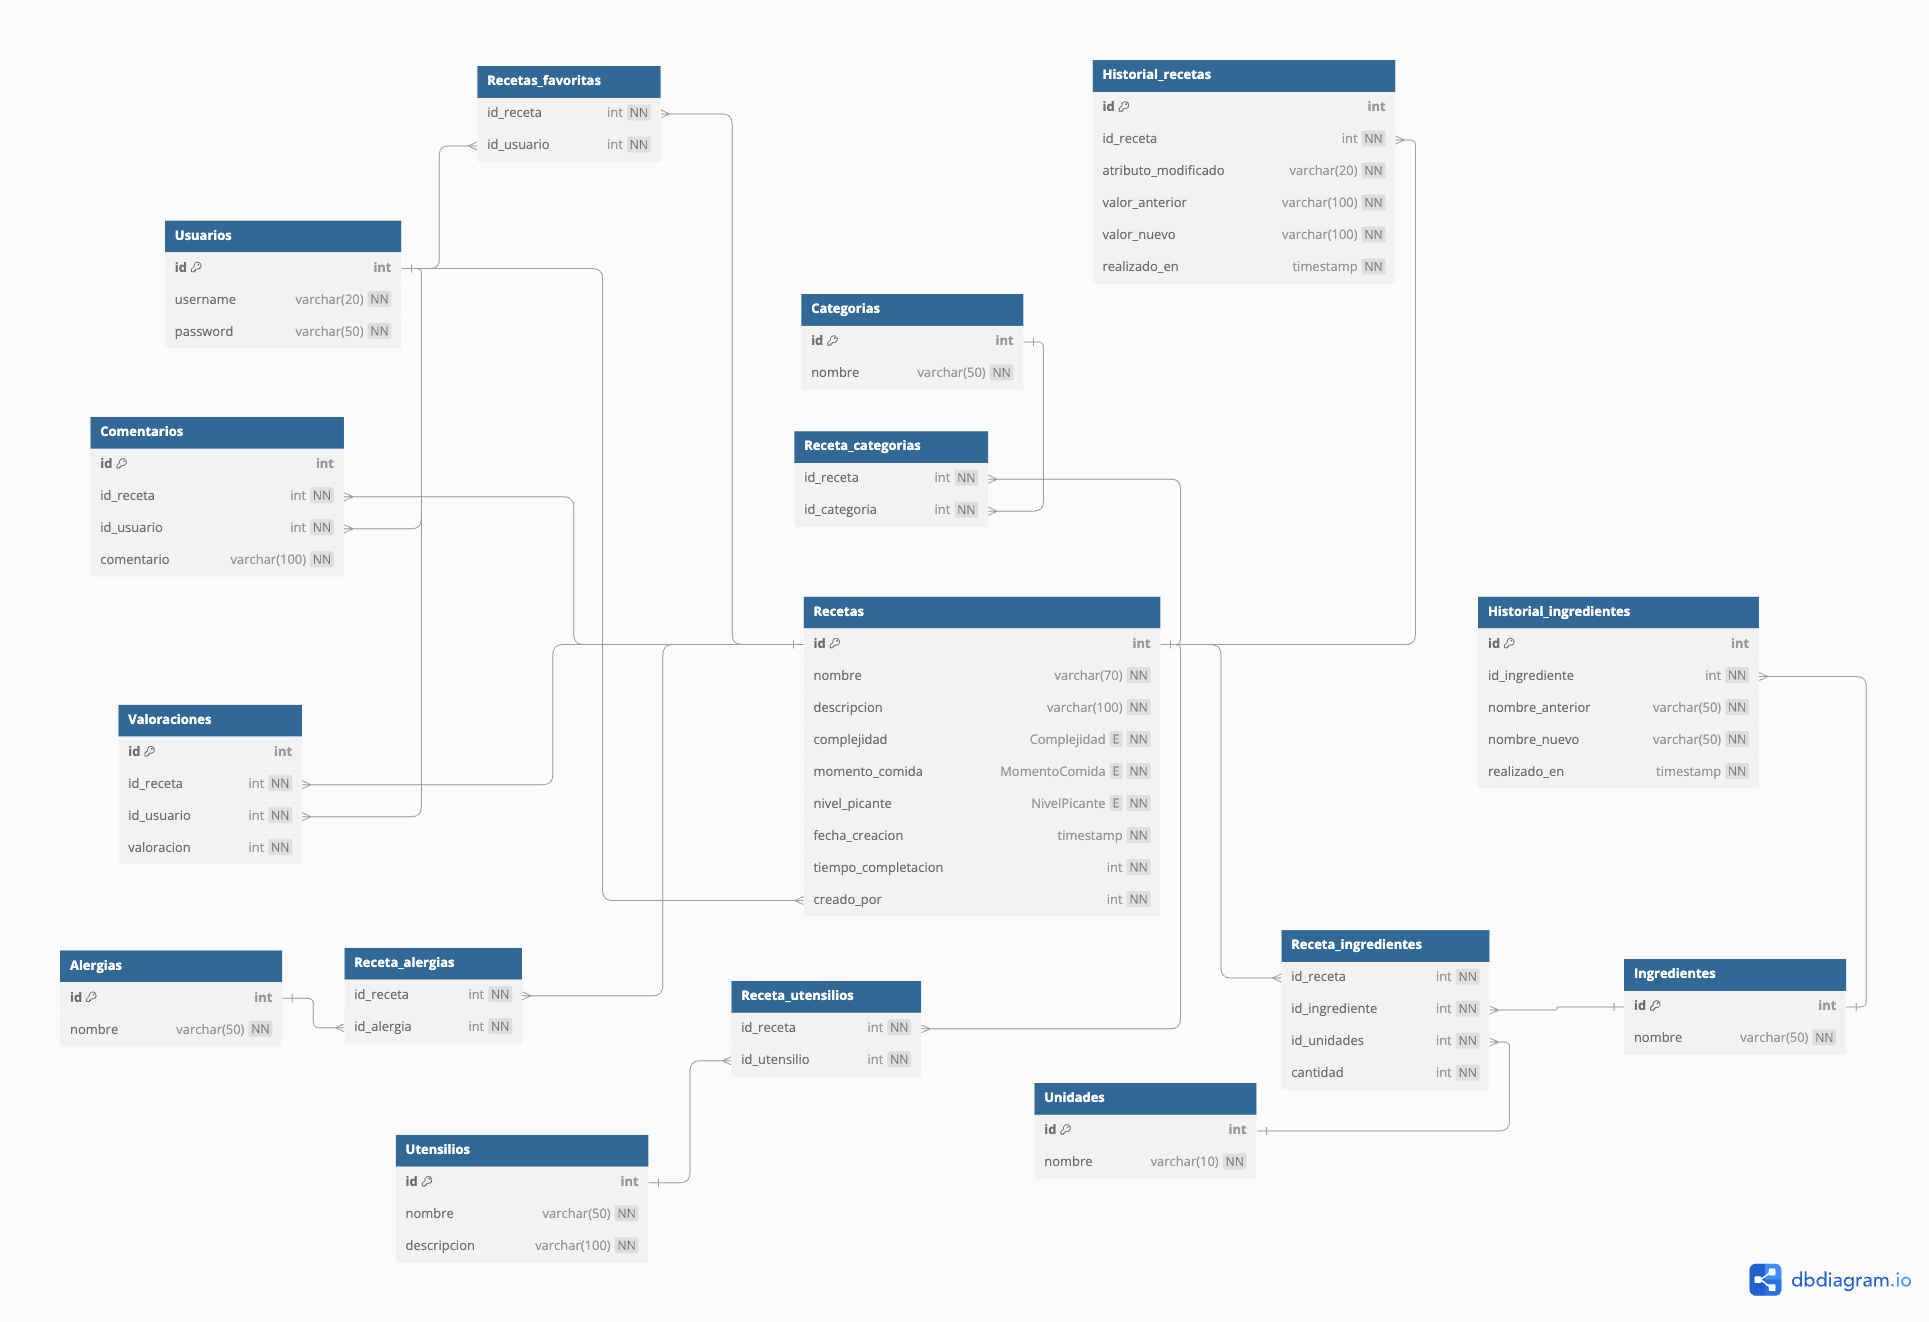 Recetas_favoritas
id_receta int NN
id_usuario int NN
Historial_recetas
id int
id_receta int NN
atributo_modificado varchar(20) NN
valor_anterior varchar(100) NN
valor_nuevo varchar(100) NN
realizado_en timestamp NN
Usuarios
id int
username varchar(20) NN
password varchar(50) NN
Categorias
id int
nombre varchar(50) NN
Comentarios
id int
id_receta int NN
id_usuario int NN
comentario varchar(100) NN
Receta_categorias
id_receta int NN
id_categoria int NN
Recetas
id int
nombre varchar(70) NN
descripcion varchar(100) NN
complejidad Complejidad E NN
momento_comida MomentoComida E NN
nivel_picante NivelPicante E NN
fecha_creacion timestamp NN
tiempo_completacion int NN
creado_por int NN
Historial_ingredientes
id int
id_ingrediente int NN
nombre_anterior varchar(50) NN
nombre_nuevo varchar(50) NN
realizado_en timestamp NN
Valoraciones
id int
id_receta int NN
id_usuario int NN
valoracion int NN
Alergias
id int
nombre varchar(50) NN
Receta_alergias
id_receta int NN
id_alergia int NN
Receta_utensilios
id_receta int NN
id_utensilio int NN
Receta_ingredientes
id_receta int NN
id_ingrediente int NN
id_unidades int NN
cantidad int NN
Ingredientes
id int
nombre varchar(50) NN
Unidades
id int
nombre varchar(10) NN
Utensilios
id int
nombre varchar(50) NN
descripcion varchar(100) NN
dbdiagram.io